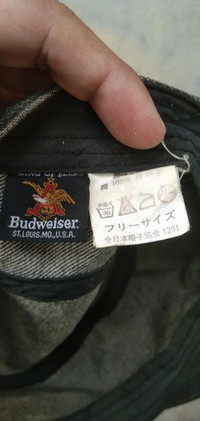 KING OF BEERS
Budweiser
ST. LOUIS, MO., U.S.A.
フリーサイズ
全日本帽子協会 1201